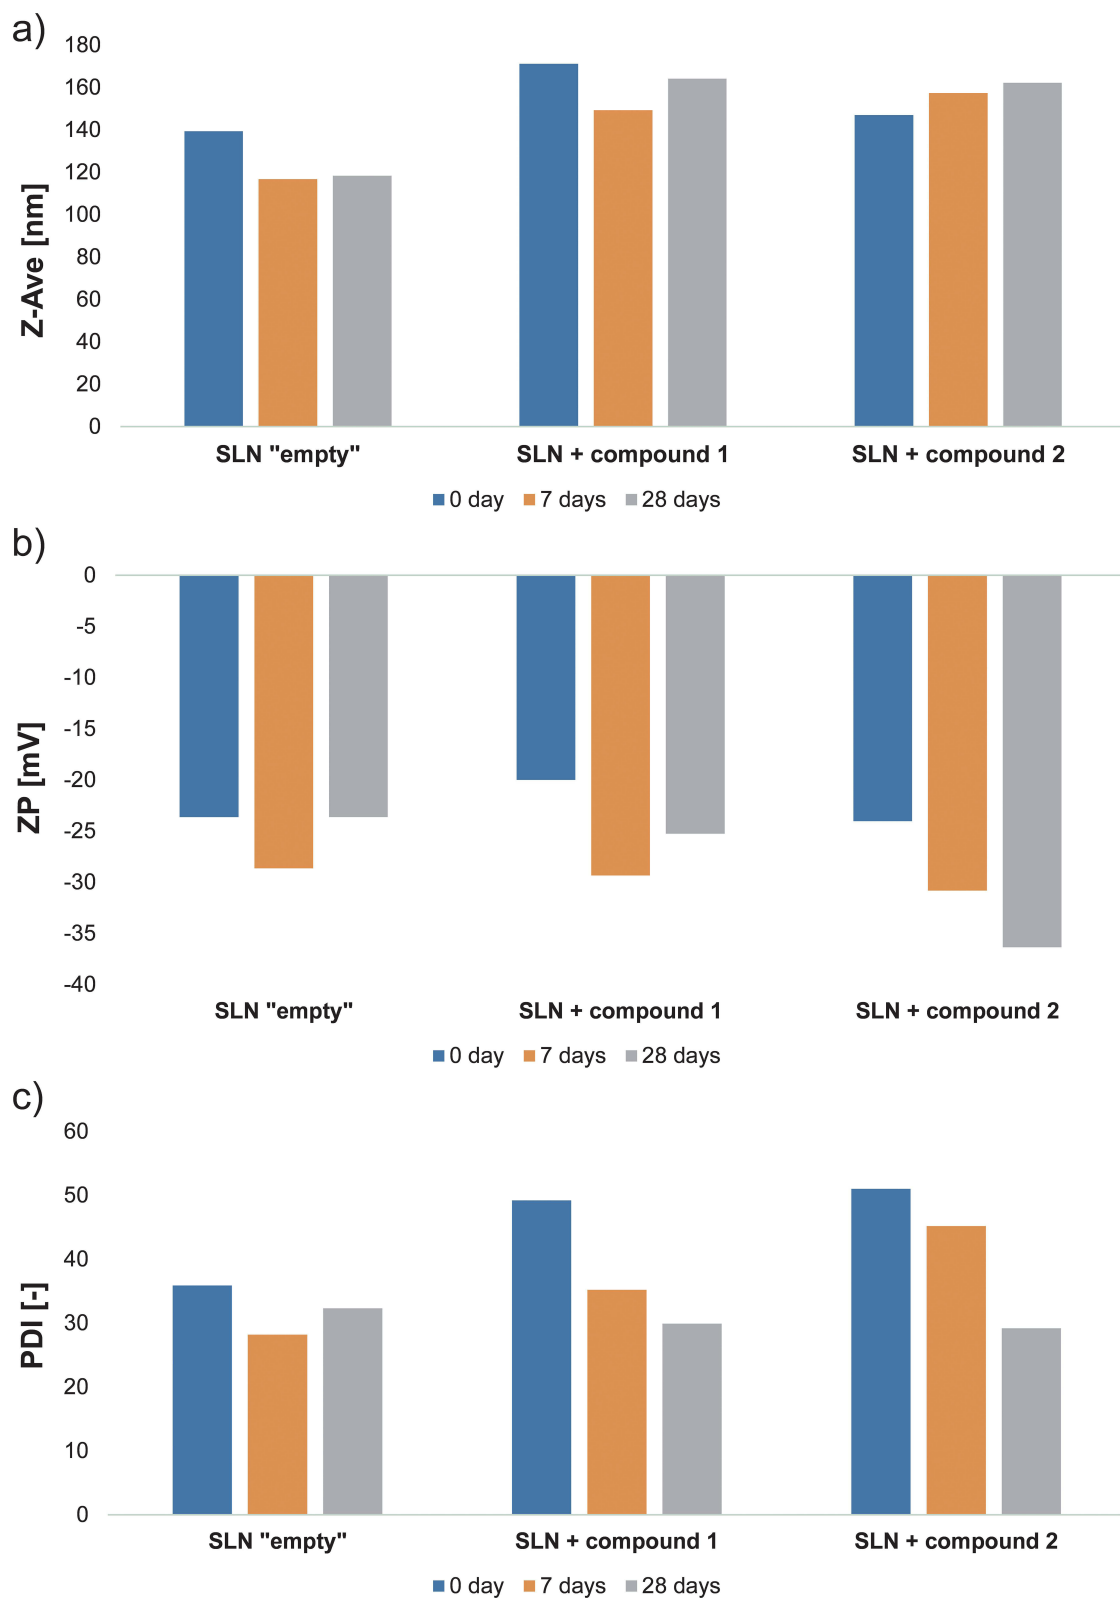 a)
180
160
140
120
100
80
60
40
20
0
Z-Ave [nm]
SLN "empty" SLN + compound 1 SLN + compound 2
0 day 7 days 28 days
b)
0
-5
-10
-15
-20
-25
-30
-35
-40
ZP [mV]
SLN "empty" SLN + compound 1 SLN + compound 2
0 day 7 days 28 days
c)
60
50
40
30
20
10
0
PDI [-]
SLN "empty" SLN + compound 1 SLN + compound 2
0 day 7 days 28 days